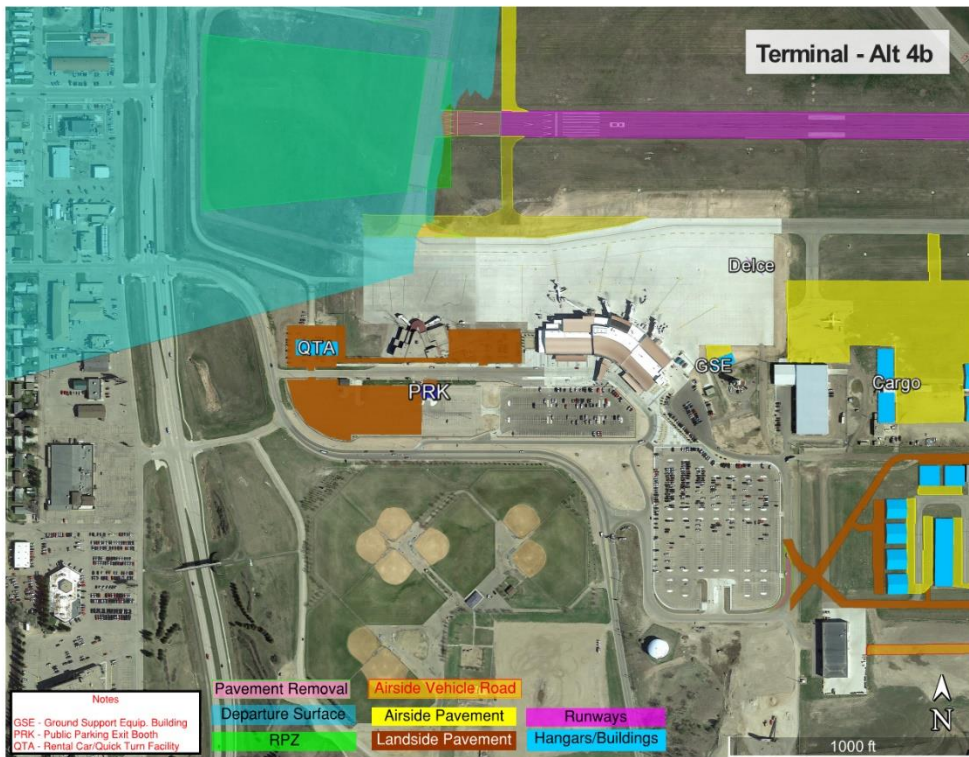 Terminal - Alt 4b
8
Deice
QTA
GSE
PRK
Cargo
Notes
GSE - Ground Support Equip. Building
PRK - Public Parking Exit Booth
QTA - Rental Car/Quick Turn Facility
Pavement Removal
Airside Vehicle Road
Departure Surface
Airside Pavement
Runways
RPZ
Landside Pavement
Hangars/Buildings
N
1000 ft